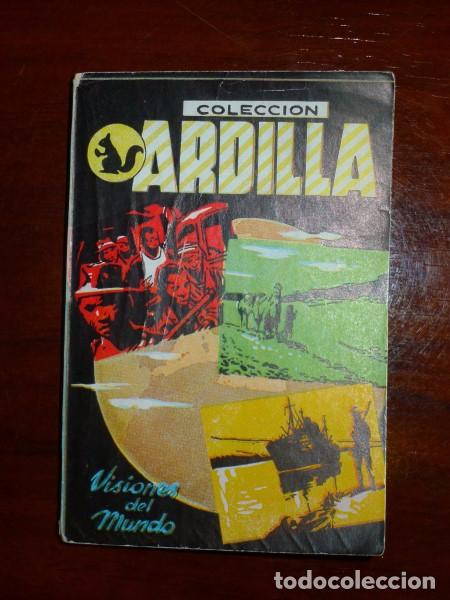 COLECCION
ARDILLA
Visiones
del
Mundo
todocoleccion